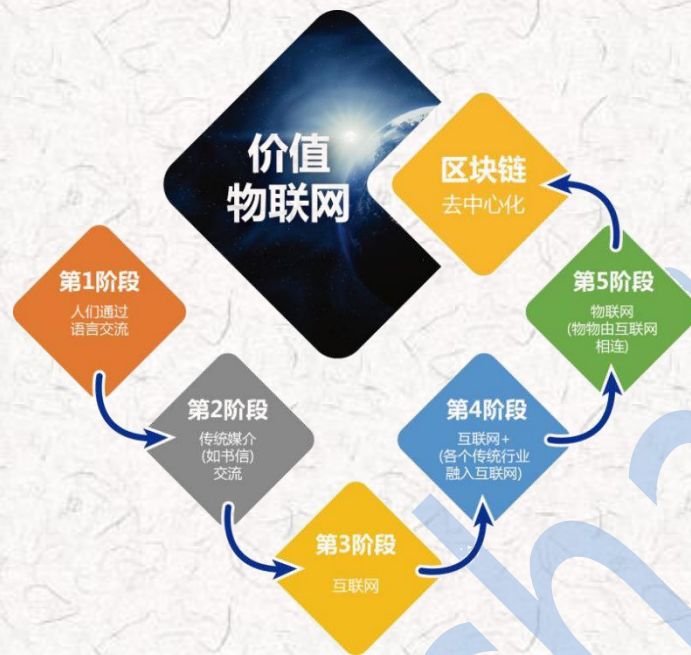 价值
物联网
区块链
去中心化
第1阶段
人们通过
语言交流
第2阶段
传统媒介
(如书信)
交流
第3阶段
互联网
第4阶段
互联网+
(各个传统行业
融入互联网)
第5阶段
物联网
(物物由互联网
相连)